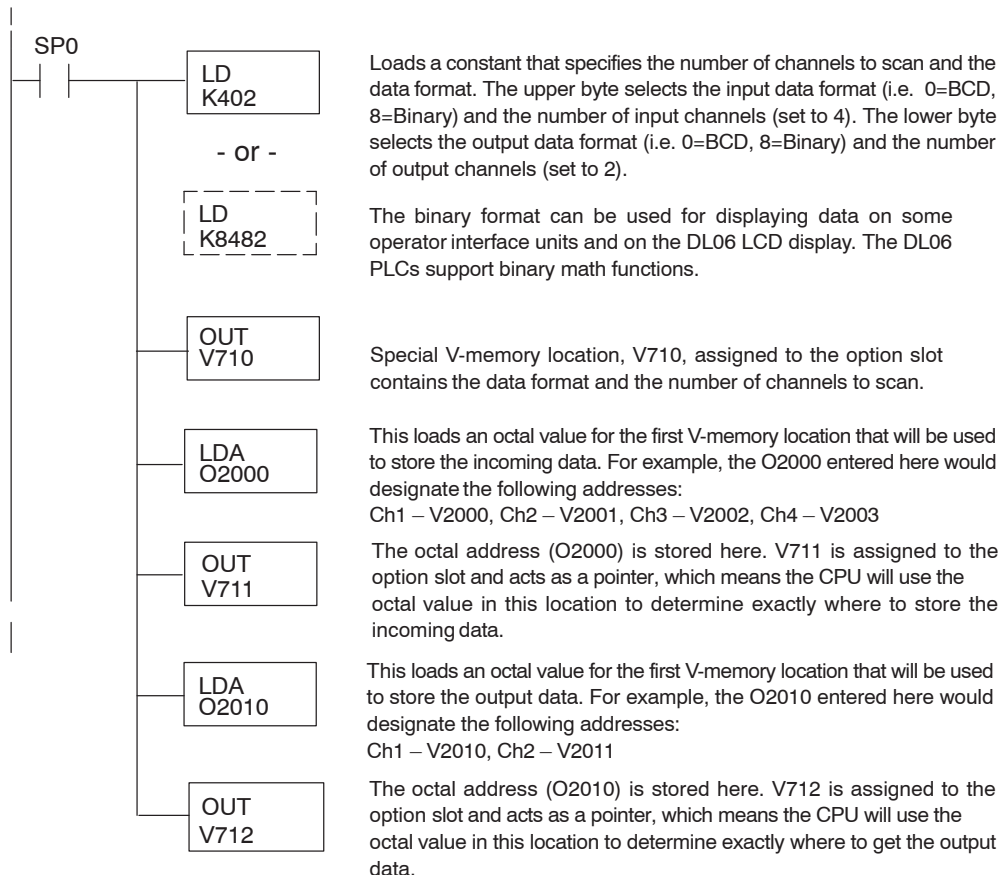 SP0
LD
K402
Loads a constant that specifies the number of channels to scan and the
data format. The upper byte selects the input data format (i.e. 0=BCD,
8=Binary) and the number of input channels (set to 4). The lower byte
selects the output data format (i.e. 0=BCD, 8=Binary) and the number
of output channels (set to 2).
- or -
LD
K8482
The binary format can be used for displaying data on some
operator interface units and on the DL06 LCD display. The DL06
PLCs support binary math functions.
OUT
V710
Special V-memory location, V710, assigned to the option slot
contains the data format and the number of channels to scan.
LDA
O2000
This loads an octal value for the first V-memory location that will be used
to store the incoming data. For example, the O2000 entered here would
designate the following addresses:
Ch1 – V2000, Ch2 – V2001, Ch3 – V2002, Ch4 – V2003
OUT
V711
The octal address (O2000) is stored here. V711 is assigned to the
option slot and acts as a pointer, which means the CPU will use the
octal value in this location to determine exactly where to store the
incoming data.
LDA
O2010
This loads an octal value for the first V-memory location that will be used
to store the output data. For example, the O2010 entered here would
designate the following addresses:
Ch1 – V2010, Ch2 – V2011
OUT
V712
The octal address (O2010) is stored here. V712 is assigned to the
option slot and acts as a pointer, which means the CPU will use the
octal value in this location to determine exactly where to get the output
data.